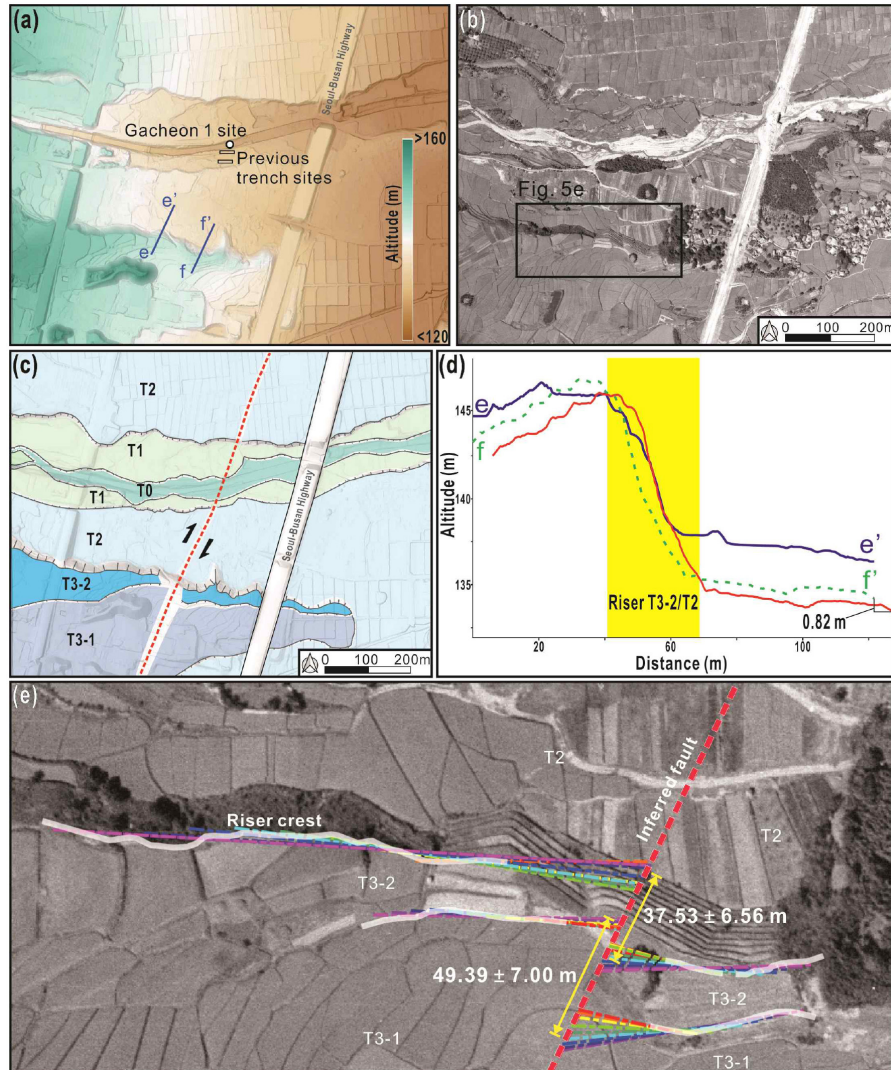 (a)
Seoul-Busan Highway
>160
Gacheon 1 site
Previous
trench sites
e'
f'
e
f
Altitude (m)
<120
(b)
Fig. 5e
0 100 200m
(c)
T2
T1
T0
T1
T2
Seoul-Busan Highway
T3-2
T3-1
0 100 200m
(d)
e
f
145
140
135
Altitude (m)
e'
f'
Riser T3-2/T2
0.82 m
20
60
100
Distance (m)
(e)
T2
Inferred fault
Riser crest
T2
T3-2
37.53 ± 6.56 m
49.39 ± 7.00 m
T3-2
T3-1
T3-1